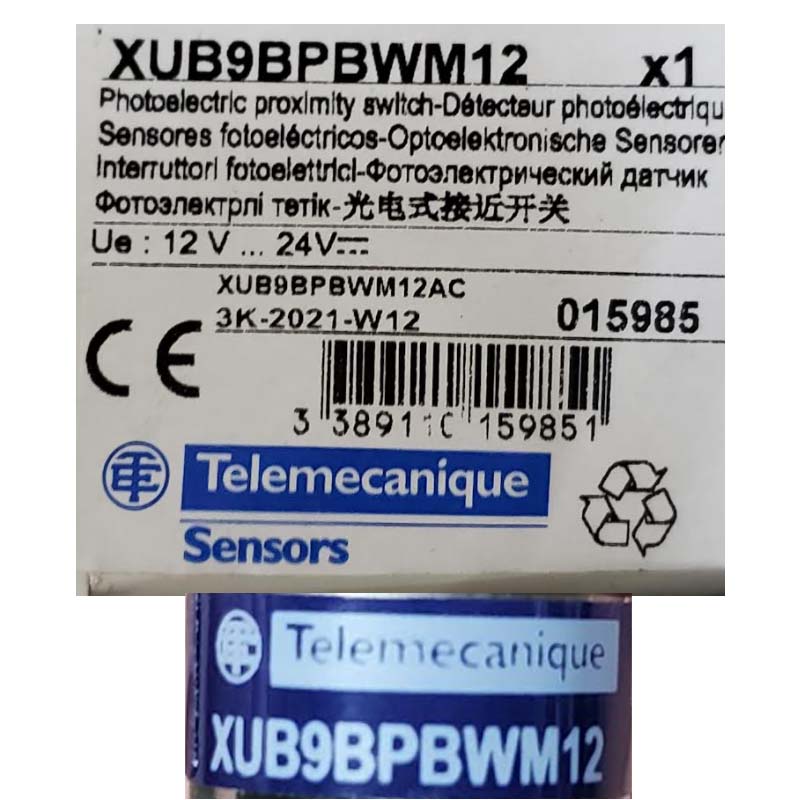 XUB9BPBWM12 x1
Photoelectric proximity switch-Détecteur photoélectriqu
Sensores fotoeléctricos-Optoelektronische Sensorer
Interruttori fotoelettrici-Фотоэлектрический датчик
Фотоэлектрлі тетік-光电式接近开关
Ue : 12 V ... 24V
XUB9BPBWM12AC
3K-2021-W12 015985
CE
3 389110 159851
Telemecanique
Sensors
Telemecanique
XUB9BPBWM12